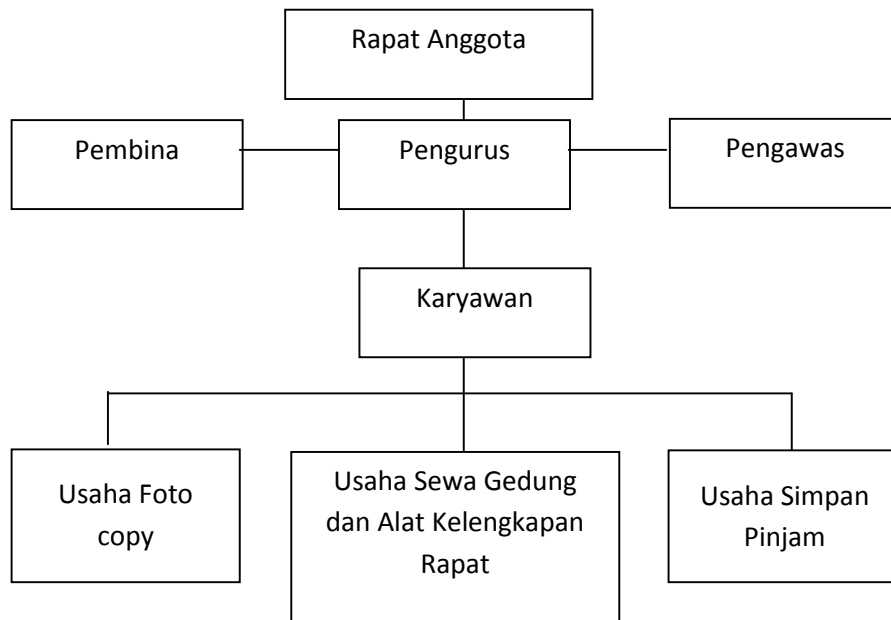 Rapat Anggota
Pembina
Pengurus
Pengawas
Karyawan
Usaha Foto
copy
Usaha Sewa Gedung
dan Alat Kelengkapan
Rapat
Usaha Simpan
Pinjam